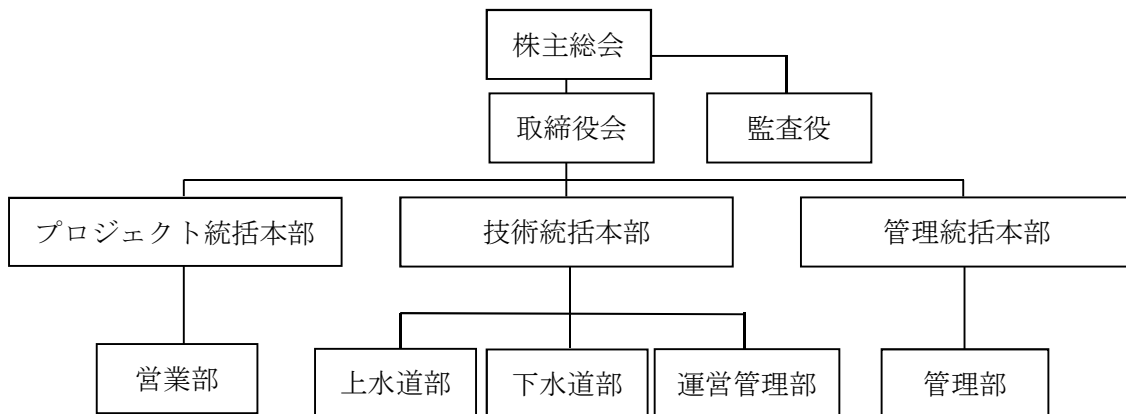 株主総会
取締役会
監査役
プロジェクト統括本部
技術統括本部
管理統括本部
営業部
上水道部
下水道部
運営管理部
管理部